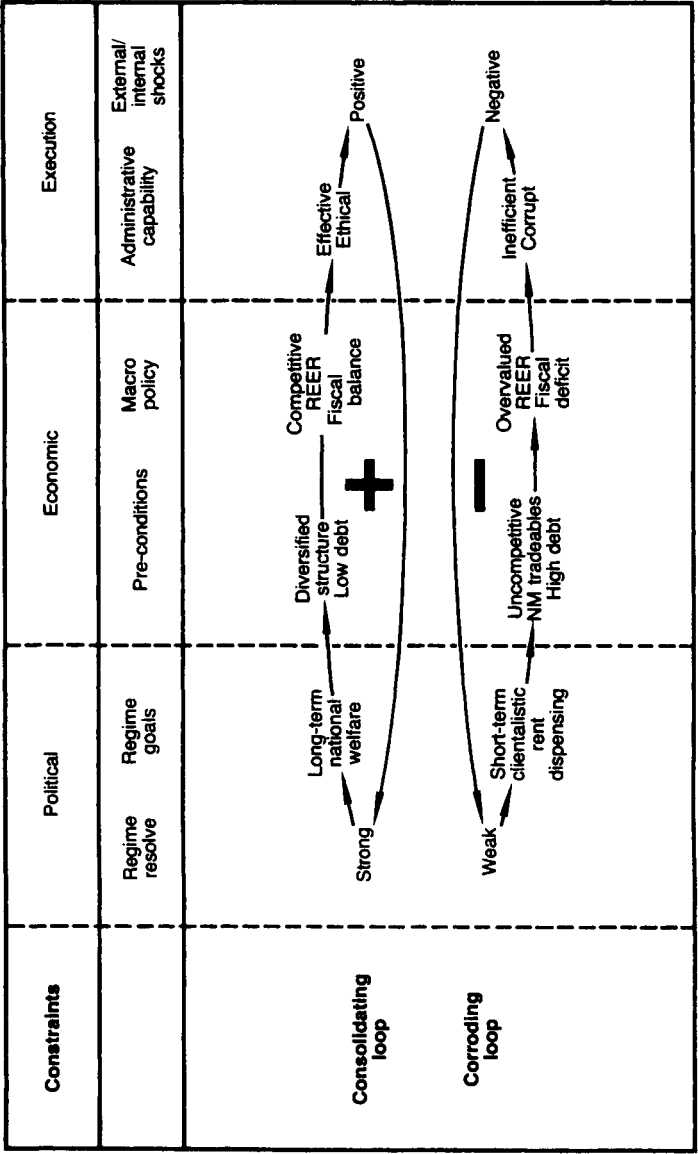 Constraints
Political
Economic
Execution
Regime
resolve
Regime
goals
Pre-conditions
Macro
policy
Administrative
capability
External/
internal
shocks
Consolidating
loop
Strong
Long-term
national
welfare
Diversified
structure
Low debt
Competitive
REER
Fiscal
balance
Effective
Ethical
Positive
+
Corroding
loop
Weak
Short-term
clientalistic
rent
dispensing
Uncompetitive
NM tradeables
High debt
Overvalued
REER
Fiscal
deficit
Inefficient
Corrupt
Negative
−